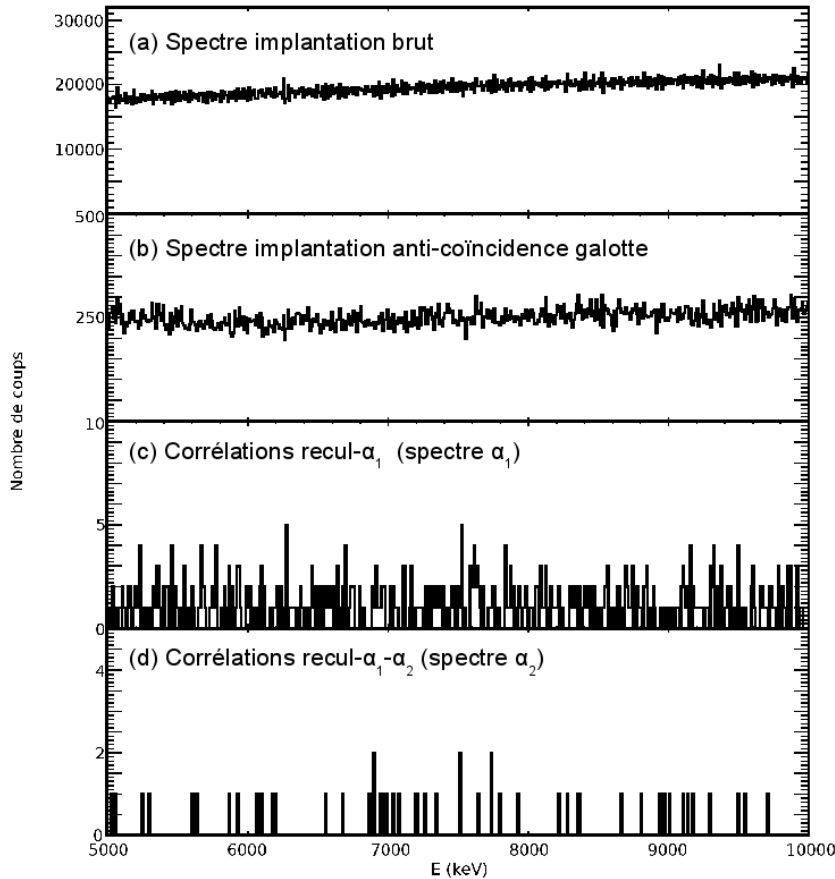 30000
(a) Spectre implantation brut
20000
10000
500
(b) Spectre implantation anti-coïncidence galotte
250
10
(c) Corrélations recul-α₁ (spectre α₁)
5
0
(d) Corrélations recul-α₁-α₂ (spectre α₂)
4
2
0
5000 6000 7000 8000 9000 10000
E (keV)
Nombre de coups